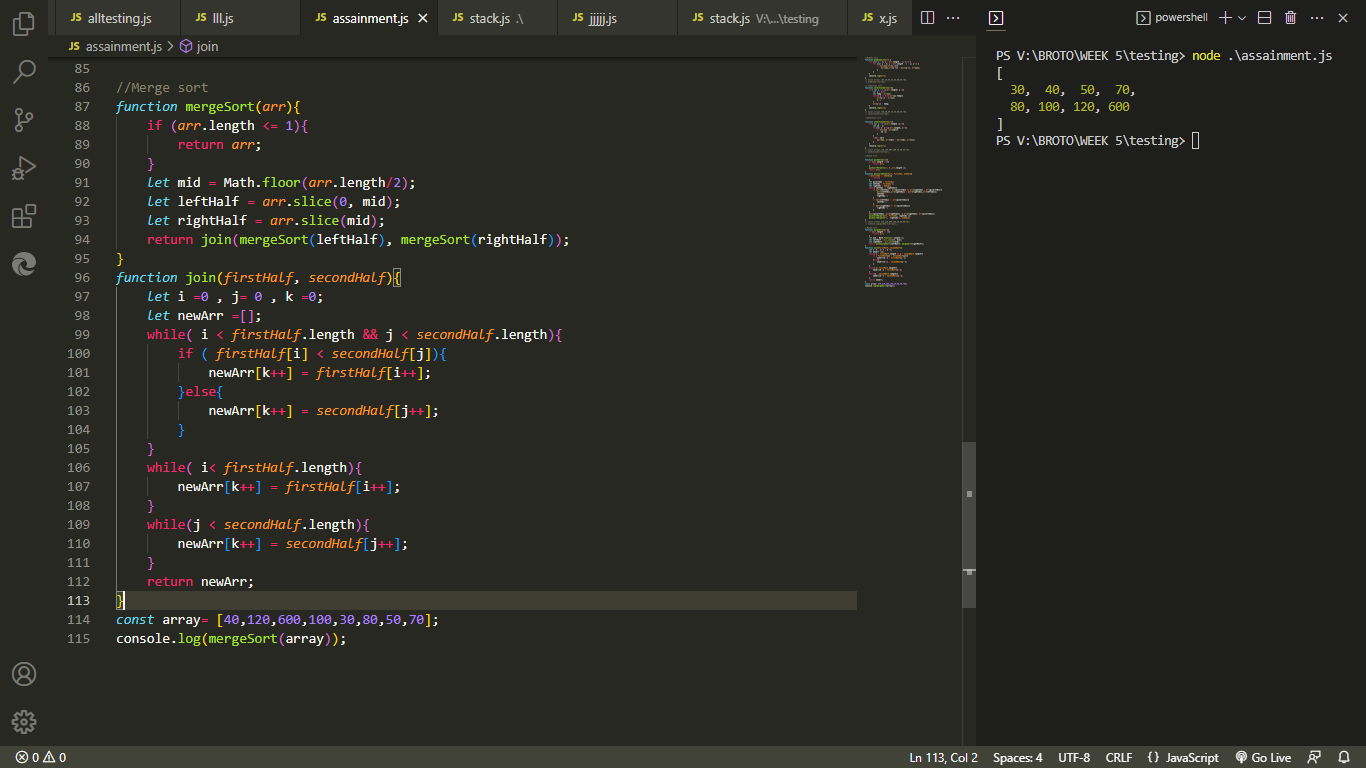 JS alltesting.js JS lll.js JS assainment.js JS stack.js .\ JS jjjjj.js JS stack.js V:\...\testing JS x.js
JS assainment.js > join
85
86 //Merge sort
87 function mergeSort(arr){
88     if (arr.length <= 1){
89         return arr;
90     }
91     let mid = Math.floor(arr.length/2);
92     let leftHalf = arr.slice(0, mid);
93     let rightHalf = arr.slice(mid);
94     return join(mergeSort(leftHalf), mergeSort(rightHalf));
95 }
96 function join(firstHalf, secondHalf){
97     let i =0 , j= 0 , k =0;
98     let newArr =[];
99     while( i < firstHalf.length && j < secondHalf.length){
100         if ( firstHalf[i] < secondHalf[j]){
101             newArr[k++] = firstHalf[i++];
102         }else{
103             newArr[k++] = secondHalf[j++];
104         }
105     }
106     while( i< firstHalf.length){
107         newArr[k++] = firstHalf[i++];
108     }
109     while(j < secondHalf.length){
110         newArr[k++] = secondHalf[j++];
111     }
112     return newArr;
113 }
114 const array= [40,120,600,100,30,80,50,70];
115 console.log(mergeSort(array));
powershell
PS V:\BROTO\WEEK 5\testing> node .\assainment.js
[
  30,  40,  50,  70,
  80, 100, 120, 600
]
PS V:\BROTO\WEEK 5\testing>
0 0 Ln 113, Col 2 Spaces: 4 UTF-8 CRLF {} JavaScript Go Live